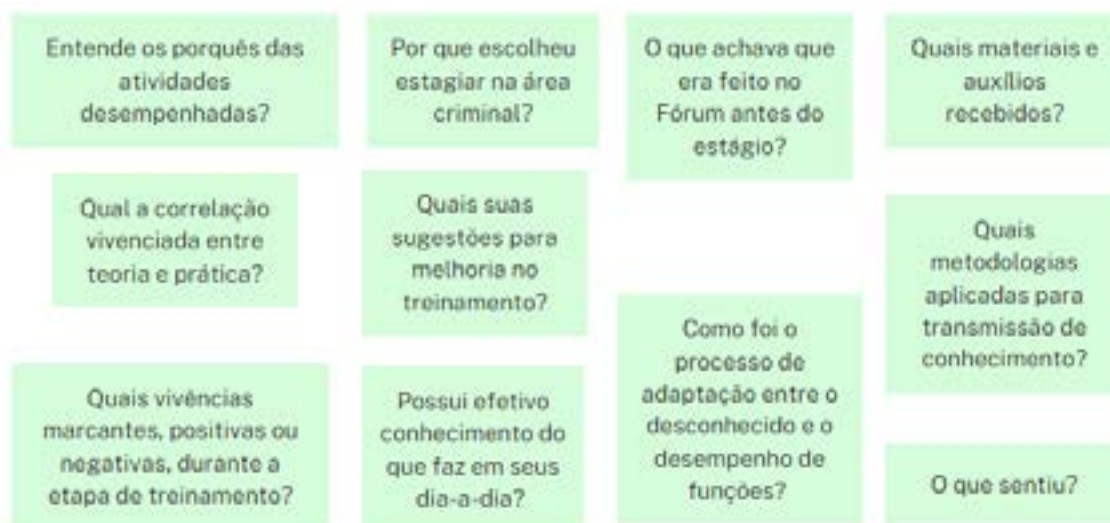 Entende os porquês das
atividades
desempenhadas?
Por que escolheu
estagiar na área
criminal?
O que achava que
era feito no
Fórum antes do
estágio?
Quais materiais e
auxílios
recebidos?
Qual a correlação
vivenciada entre
teoria e prática?
Quais suas
sugestões para
melhoria no
treinamento?
Quais
metodologias
aplicadas para
transmissão de
conhecimento?
Como foi o
processo de
adaptação entre o
desconhecido e o
desempenho de
funções?
Quais vivências
marcantes, positivas ou
negativas, durante a
etapa de treinamento?
Possui efetivo
conhecimento do
que faz em seus
dia-a-dia?
O que sentiu?